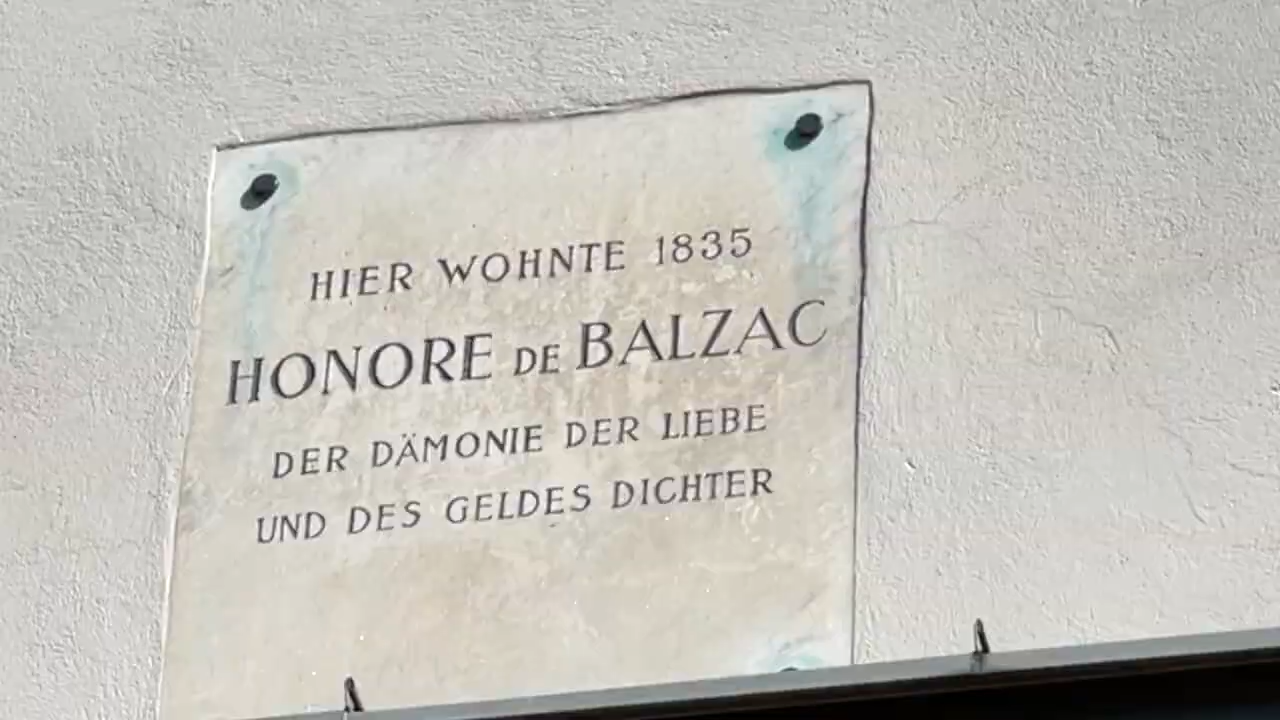 HIER WOHNTE 1835
HONORE DE BALZAC
DER DÄMONIE DER LIEBE
UND DES GELDES DICHTER